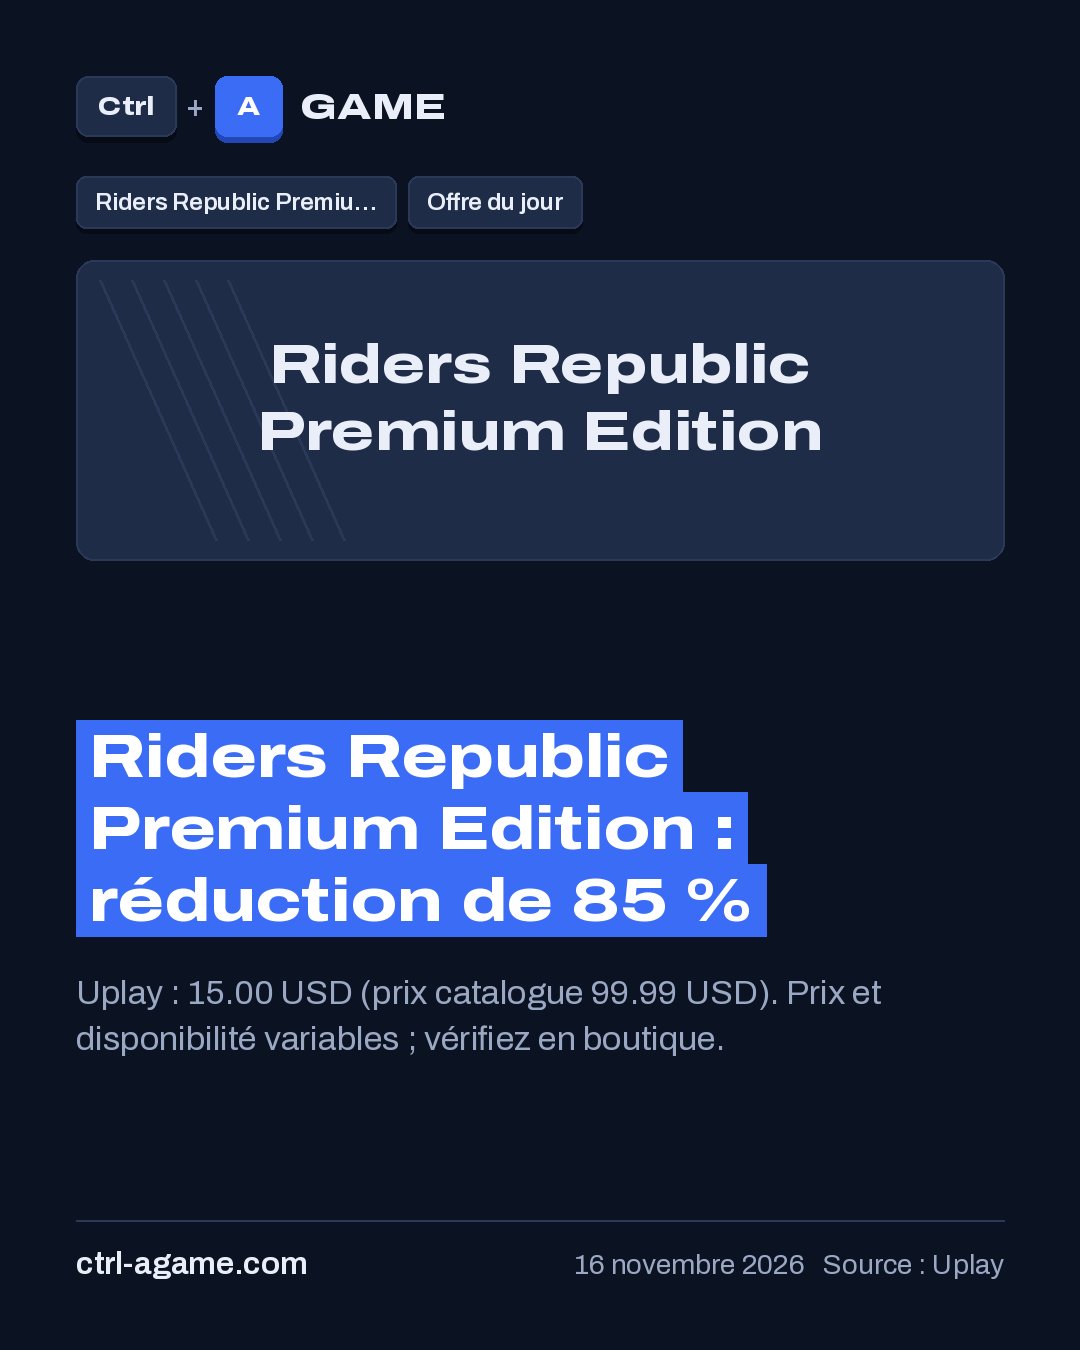 Ctrl + A GAME
Riders Republic Premiu... Offre du jour
Riders Republic
Premium Edition
Riders Republic
Premium Edition :
réduction de 85 %
Uplay : 15.00 USD (prix catalogue 99.99 USD). Prix et
disponibilité variables ; vérifiez en boutique.
ctrl-agame.com 16 novembre 2026 Source : Uplay